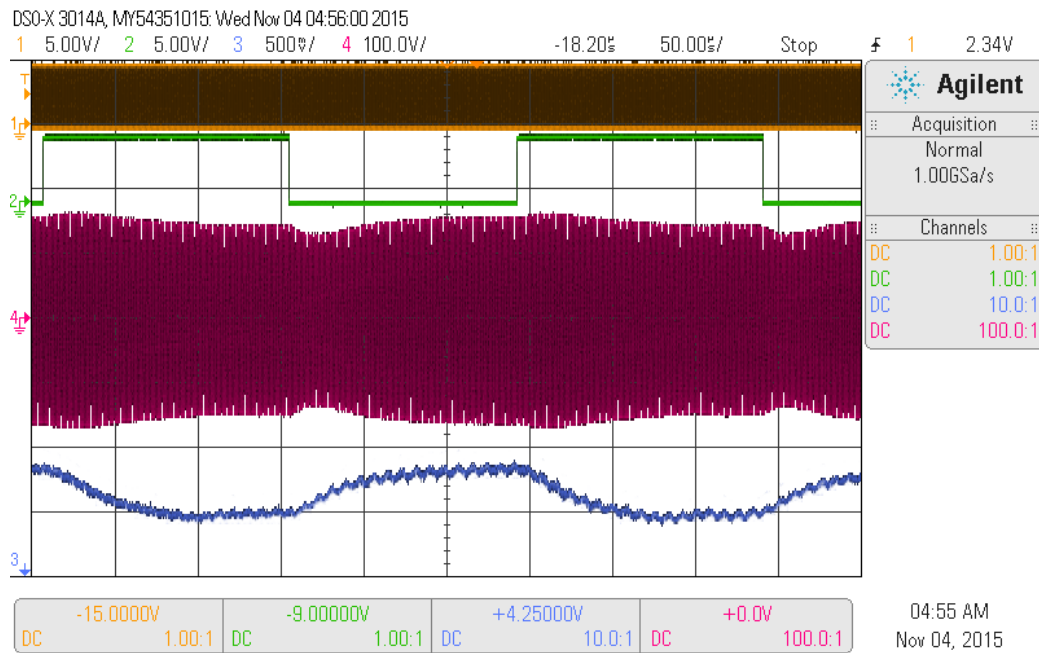 DSO-X 3014A, MY54351015: Wed Nov 04 04:56:00 2015
1 5.00V/ 2 5.00V/ 3 500mV/ 4 100.0V/ -18.20s 50.00s/ Stop 1 2.34V
Agilent
Acquisition
Normal
1.00GSa/s
Channels
DC 1.00:1
DC 1.00:1
DC 10.0:1
DC 100.0:1
T
1
2
4
3
-15.0000V -9.00000V +4.25000V +0.0V
DC 1.00:1 DC 1.00:1 DC 10.0:1 DC 100.0:1
04:55 AM
Nov 04, 2015